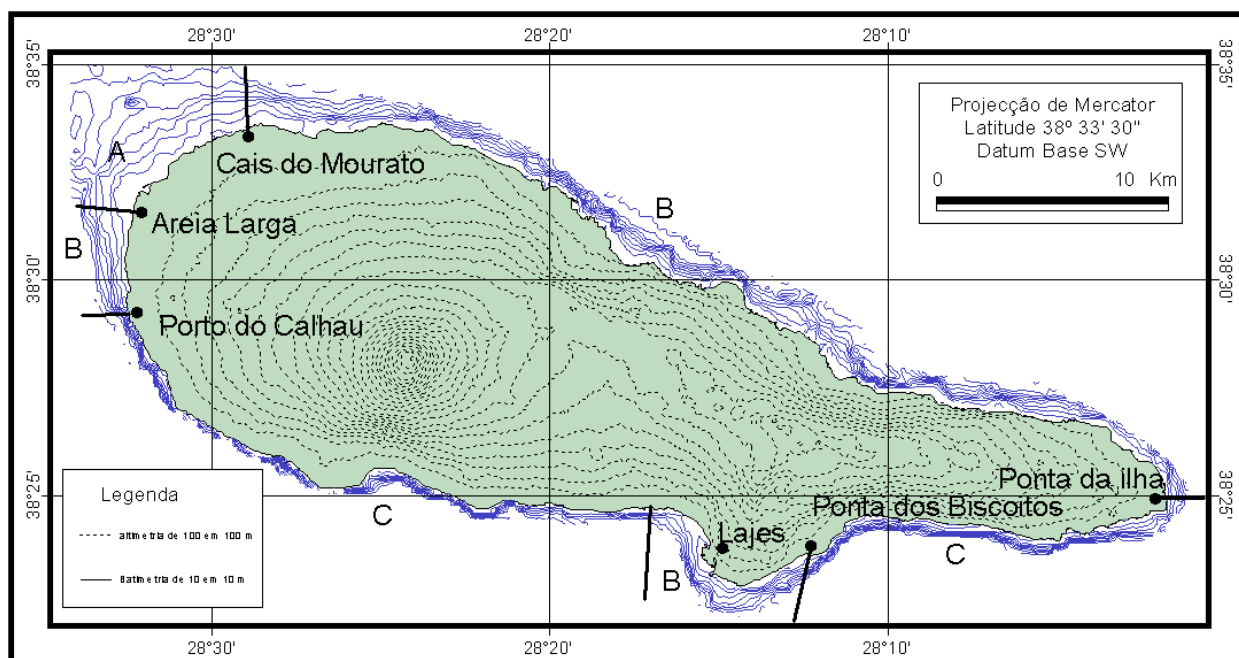 28°30' 28°20' 28°10'
38°35' 38°35'
Projecção de Mercator
Latitude 38º 33' 30"
Datum Base SW
0 10 Km
A
Cais do Mourato
B
Areia Larga
B
38°30' 38°30'
Porto do Calhau
Legenda
altimetria de 100 em 100 m
Batimetria de 10 em 10 m
38°25' 38°25'
C
Lajes
B
Ponta dos Biscoitos
Ponta da Ilha
C
28°30' 28°20' 28°10'